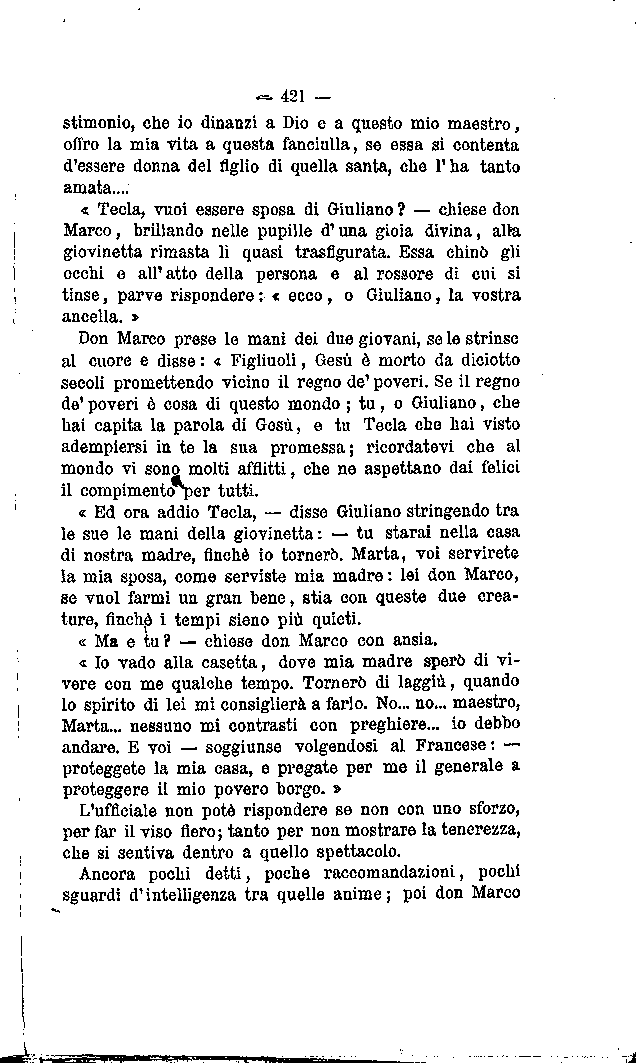 — 421 —
stimonio, che io dinanzi a Dio e a questo mio maestro,
offro la mia vita a questa fanciulla, se essa si contenta
d'essere donna del figlio di quella santa, che l'ha tanto
amata....
« Tecla, vuoi essere sposa di Giuliano? — chiese don
Marco, brillando nelle pupille d'una gioia divina, alla
giovinetta rimasta lì quasi trasfigurata. Essa chinò gli
occhi e all'atto della persona e al rossore di cui si
tinse, parve rispondere: « ecco, o Giuliano, la vostra
ancella. »
Don Marco prese le mani dei due giovani, se le strinse
al cuore e disse: « Figliuoli, Gesù è morto da diciotto
secoli promettendo vicino il regno de' poveri. Se il regno
de' poveri è cosa di questo mondo; tu, o Giuliano, che
hai capita la parola di Gesù, e tu Tecla che hai visto
adempiersi in te la sua promessa; ricordatevi che al
mondo vi sono molti afflitti, che ne aspettano dai felici
il compimento per tutti.
« Ed ora addio Tecla, — disse Giuliano stringendo tra
le sue le mani della giovinetta: — tu starai nella casa
di nostra madre, finchè io tornerò. Marta, voi servirete
la mia sposa, come serviste mia madre: lei don Marco,
se vuol farmi un gran bene, stia con queste due crea-
ture, finchè i tempi sieno più quieti.
« Ma e tu? — chiese don Marco con ansia.
« Io vado alla casetta, dove mia madre sperò di vi-
vere con me qualche tempo. Tornerò di laggiù, quando
lo spirito di lei mi consiglierà a farlo. No... no... maestro,
Marta... nessuno mi contrasti con preghiere... io debbo
andare. E voi — soggiunse volgendosi al Francese: —
proteggete la mia casa, e pregate per me il generale a
proteggere il mio povero borgo. »
L'ufficiale non potè rispondere se non con uno sforzo,
per far il viso fiero; tanto per non mostrare la tenerezza,
che si sentiva dentro a quello spettacolo.
Ancora pochi detti, poche raccomandazioni, pochi
sguardi d'intelligenza tra quelle anime; poi don Marco